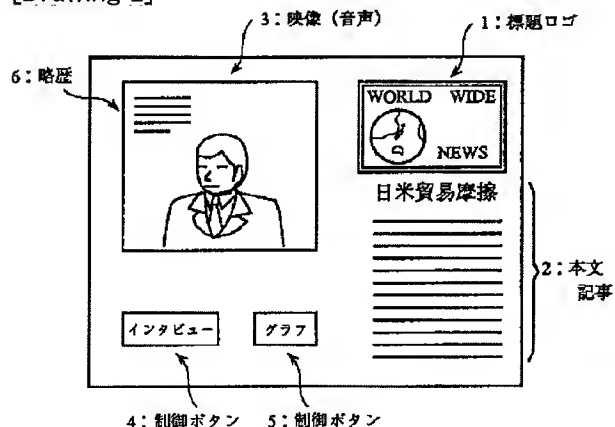 3：映像（音声）
1：標題ロゴ
6：略歴
WORLD WIDE
NEWS
日米貿易摩擦
2：本文
記事
インタビュー
グラフ
4：制御ボタン
5：制御ボタン